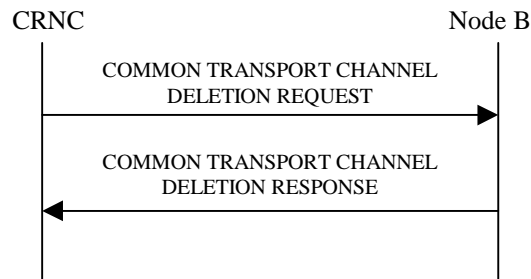 CRNC
Node B
COMMON TRANSPORT CHANNEL
DELETION REQUEST
COMMON TRANSPORT CHANNEL
DELETION RESPONSE